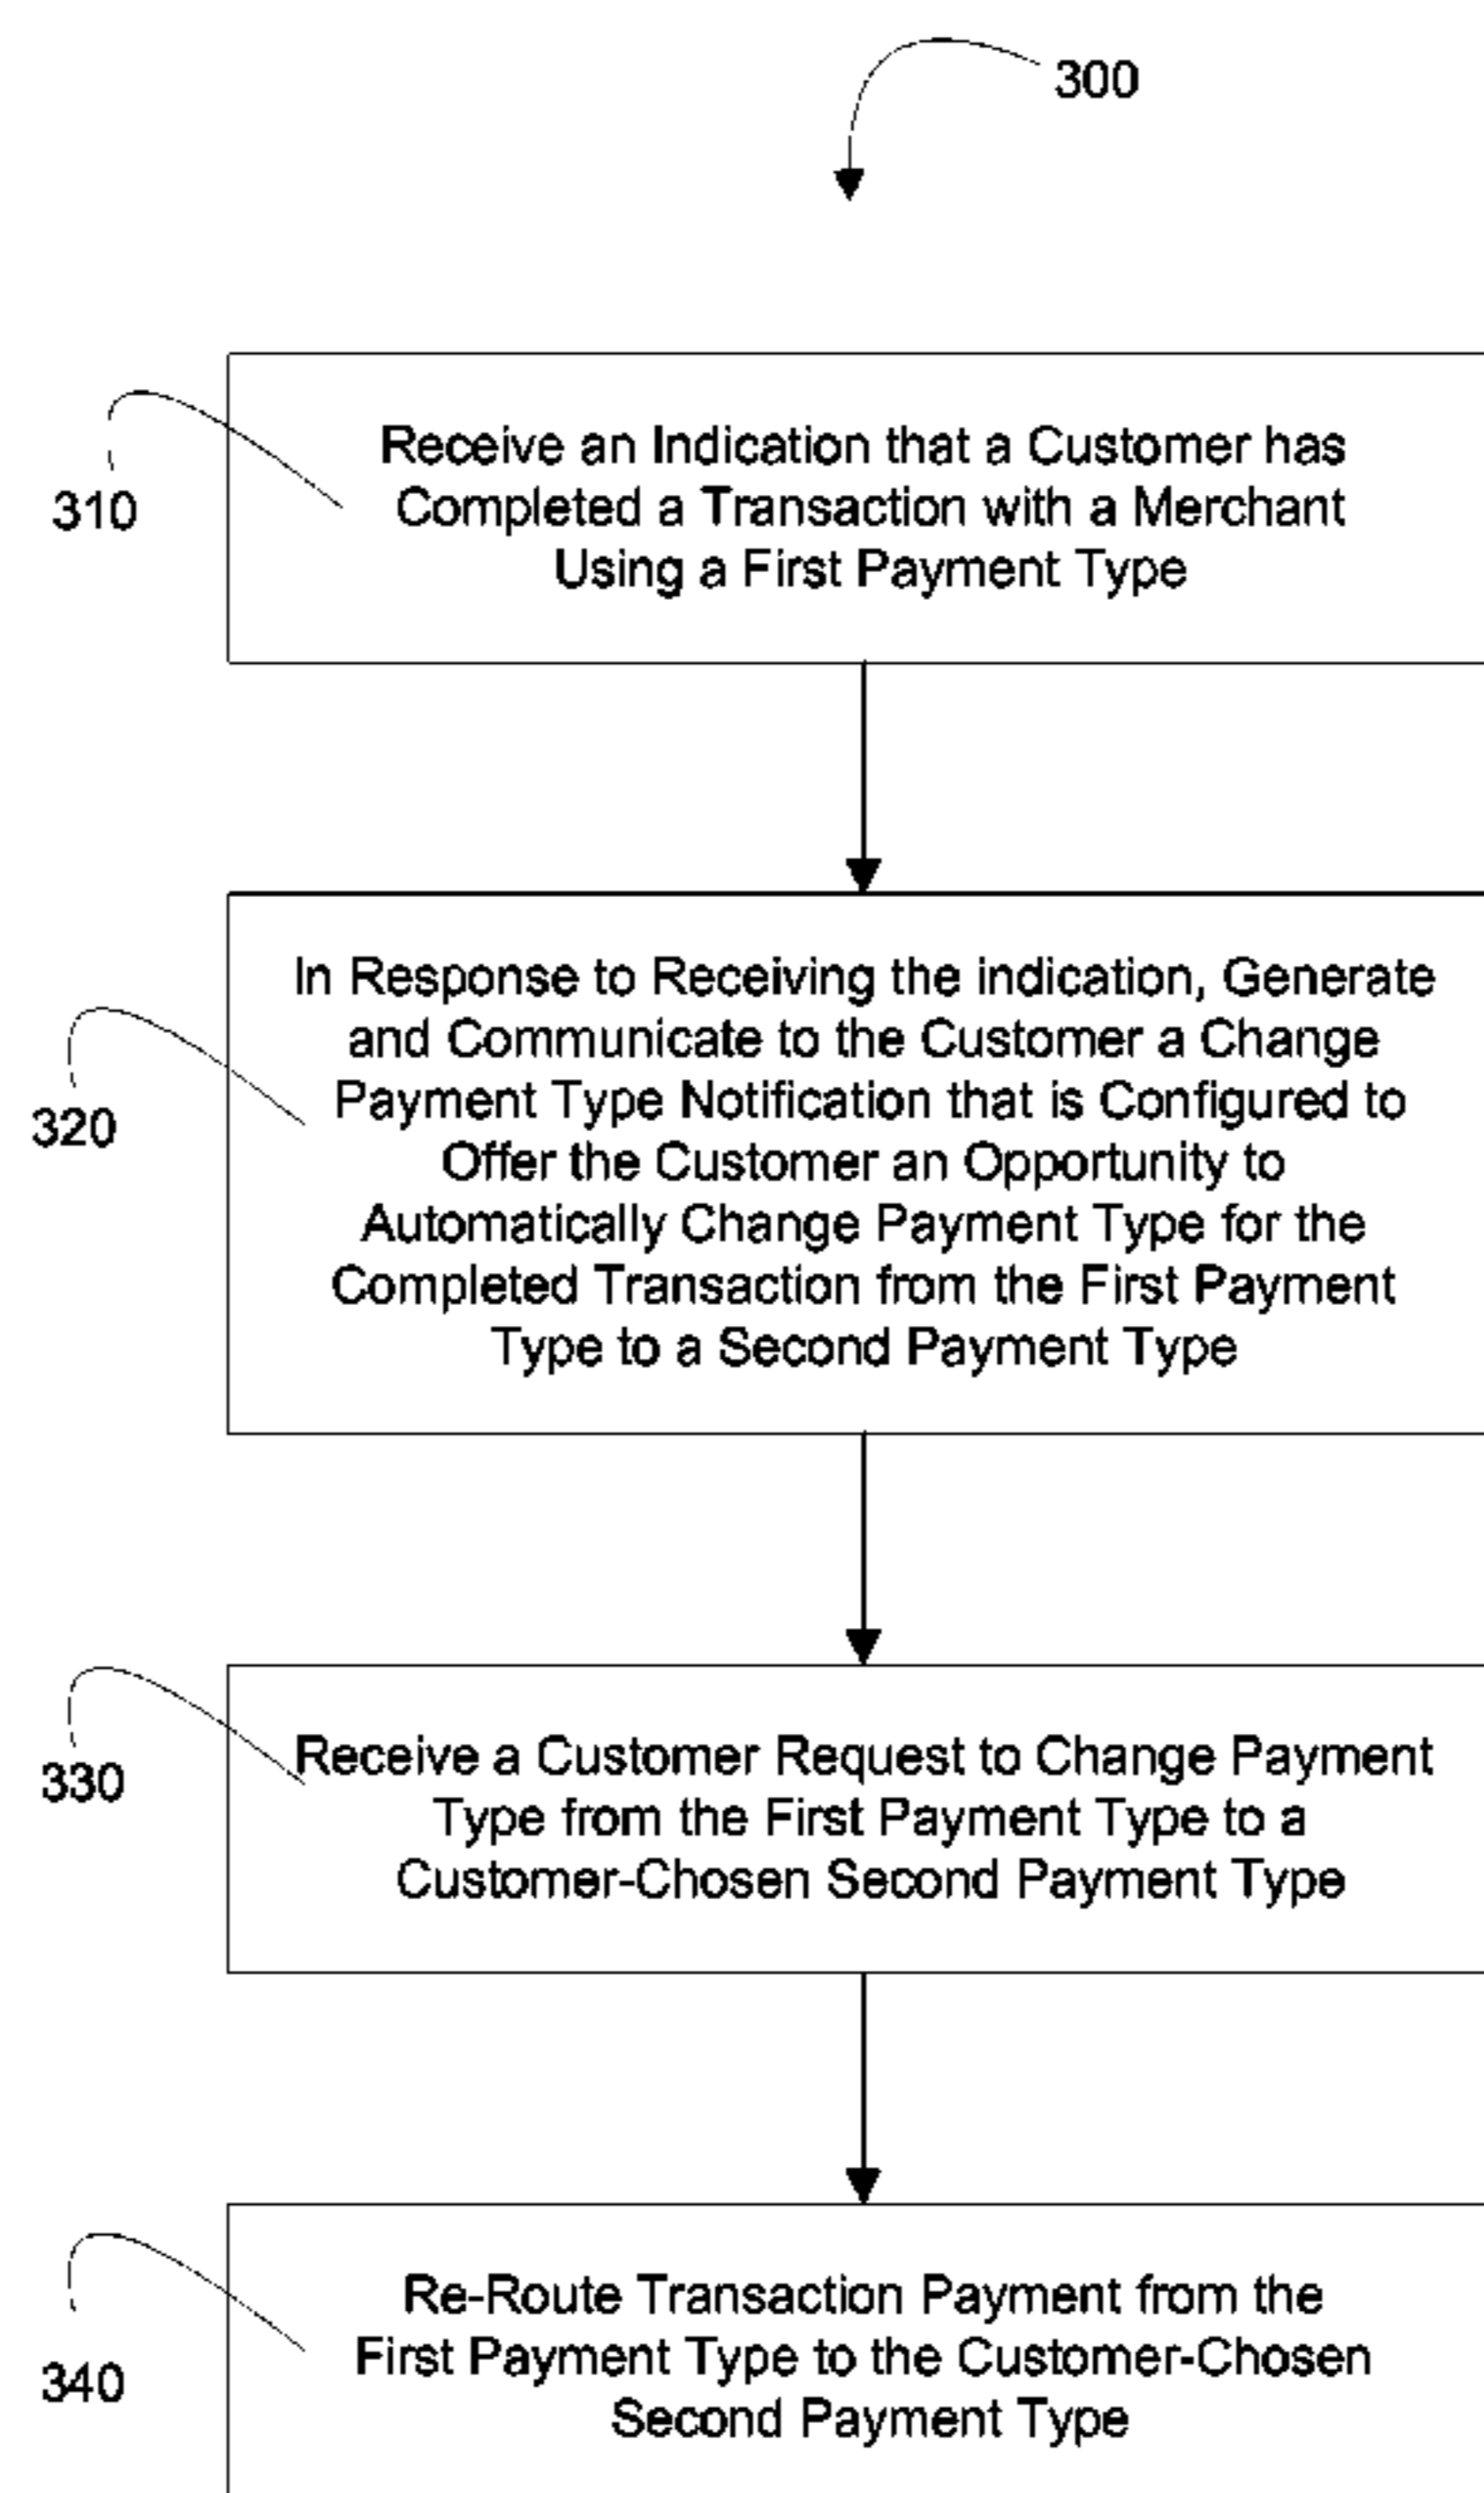 300
310
Receive an Indication that a Customer has
Completed a Transaction with a Merchant
Using a First Payment Type
320
In Response to Receiving the indication, Generate
and Communicate to the Customer a Change
Payment Type Notification that is Configured to
Offer the Customer an Opportunity to
Automatically Change Payment Type for the
Completed Transaction from the First Payment
Type to a Second Payment Type
330
Receive a Customer Request to Change Payment
Type from the First Payment Type to a
Customer-Chosen Second Payment Type
340
Re-Route Transaction Payment from the
First Payment Type to the Customer-Chosen
Second Payment Type